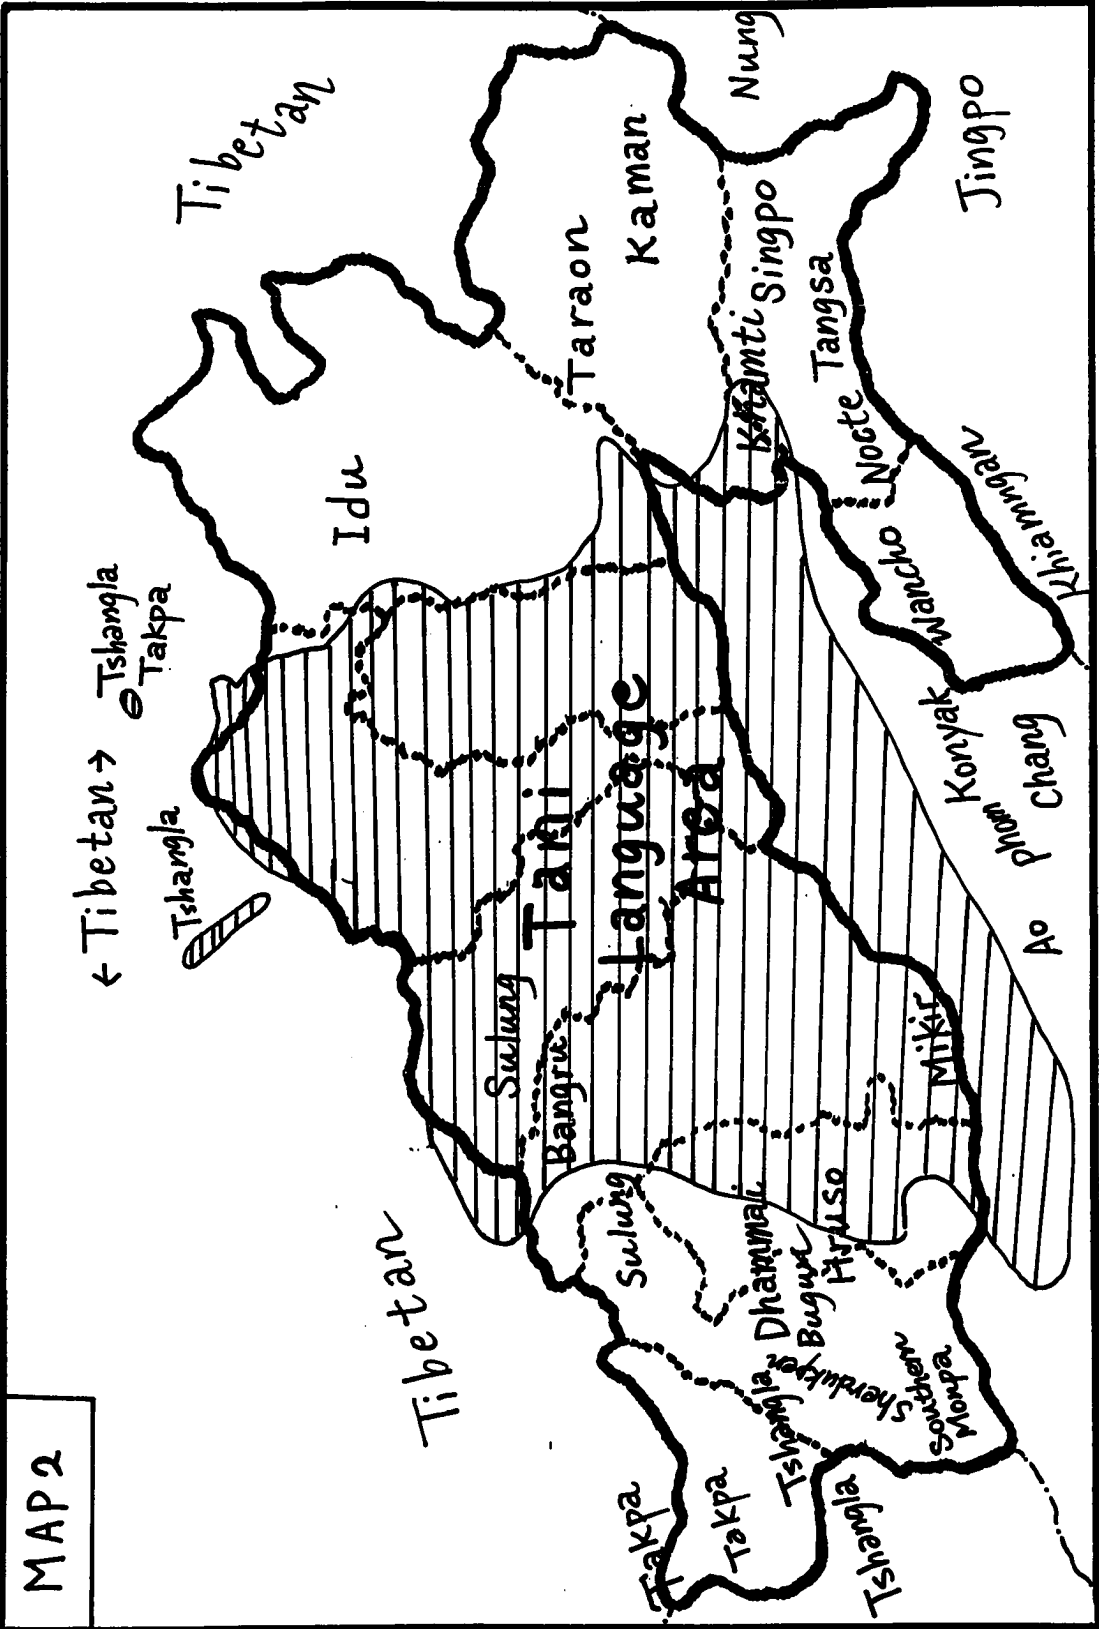 MAP 2
Tibetan
← Tibetan →
Tshangla
Tshangla
Takpa
Tibetan
Idu
Taraon
Kaman
Nung
Khamti
Singpo
Jingpo
Tangsa
Nocte
Wancho
Khiamngan
Konyak
Phom
Chang
Ao
Mikir
Tani
Language
Area
Sulung
Bangru
Sulung
Dhammai
Bugun
Hruso
Sherdukpen
Tshangla
Southern
Monpa
Takpa
Takpa
Tshangla